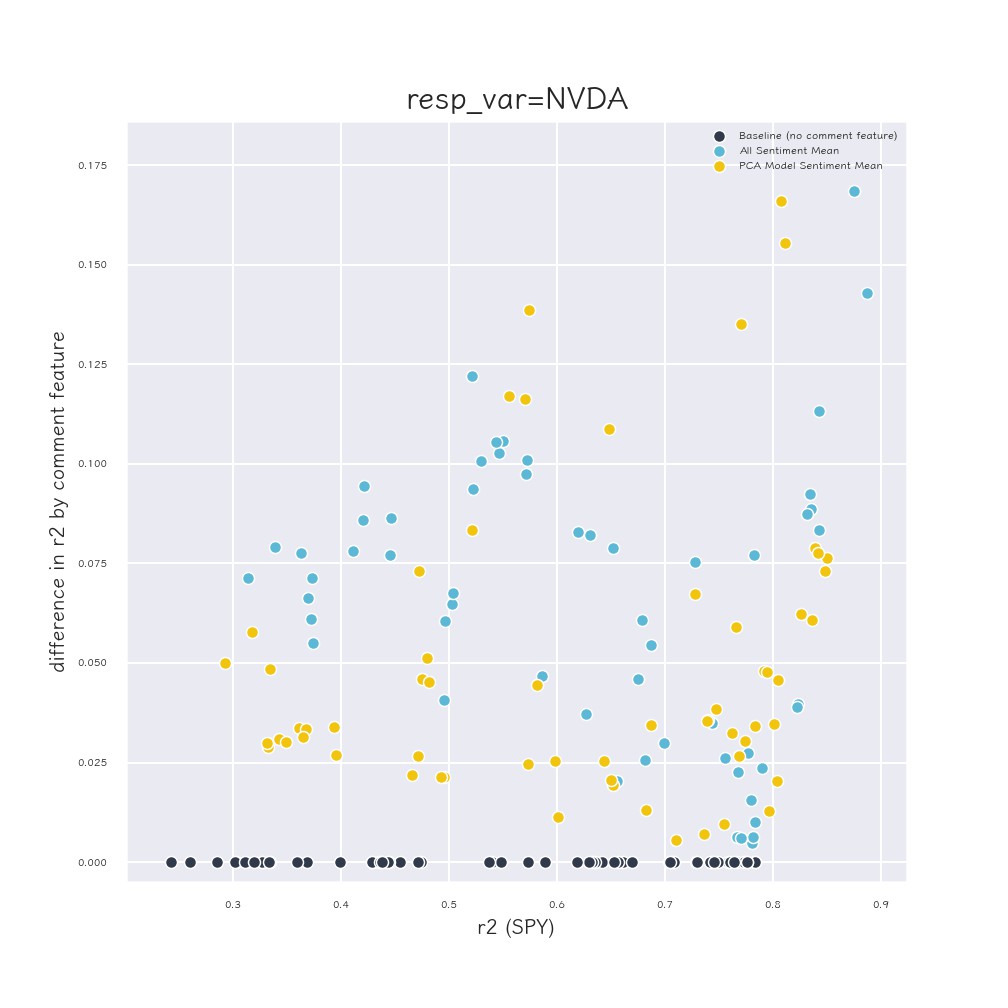 resp_var=NVDA
Baseline (no comment feature)
All Sentiment Mean
PCA Model Sentiment Mean
difference in r2 by comment feature
0.175
0.150
0.125
0.100
0.075
0.050
0.025
0.000
0.3 0.4 0.5 0.6 0.7 0.8 0.9
r2 (SPY)